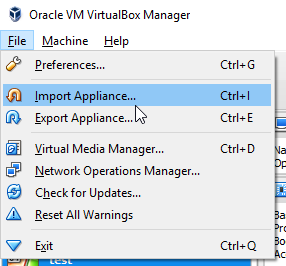 Oracle VM VirtualBox Manager
File Machine Help
Preferences... Ctrl+G
Import Appliance... Ctrl+I
Export Appliance... Ctrl+E
Virtual Media Manager... Ctrl+D
Network Operations Manager...
Check for Updates...
Reset All Warnings
Exit Ctrl+Q
test